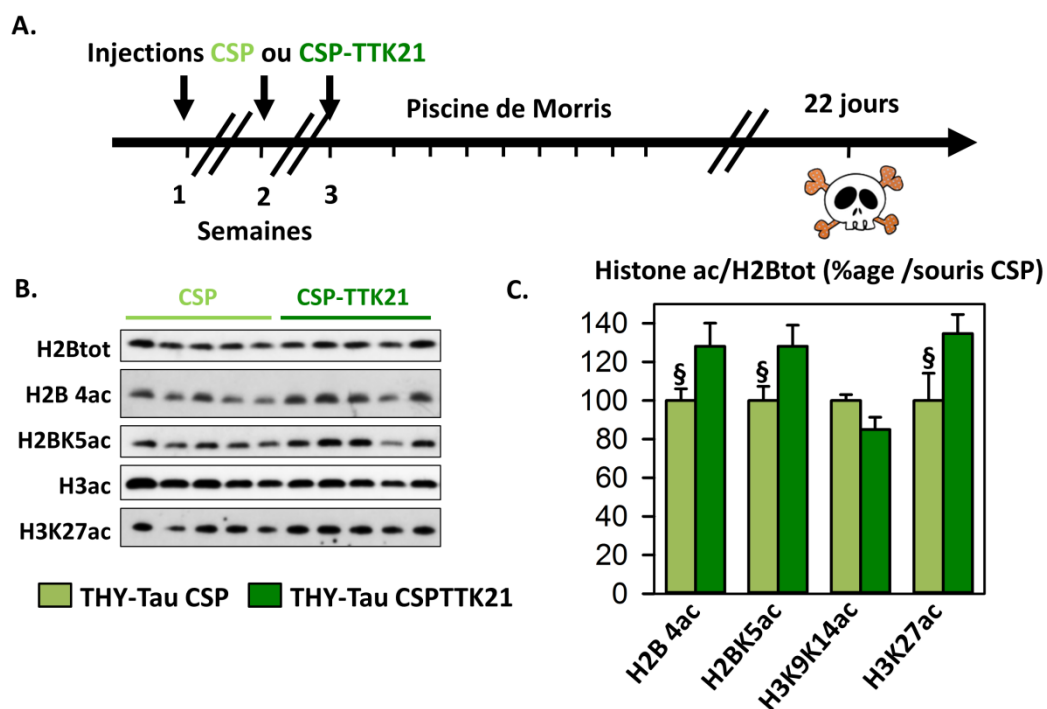 A.
Injections CSP ou CSP-TTK21
Piscine de Morris
22 jours
1 2 3
Semaines
B.
CSP CSP-TTK21
H2Btot
H2B 4ac
H2BK5ac
H3ac
H3K27ac
THY-Tau CSP THY-Tau CSPTTK21
Histone ac/H2Btot (%age /souris CSP)
C.
140
120
100
80
60
40
20
0
§ § §
H2B 4ac
H2BK5ac
H3K9K14ac
H3K27ac